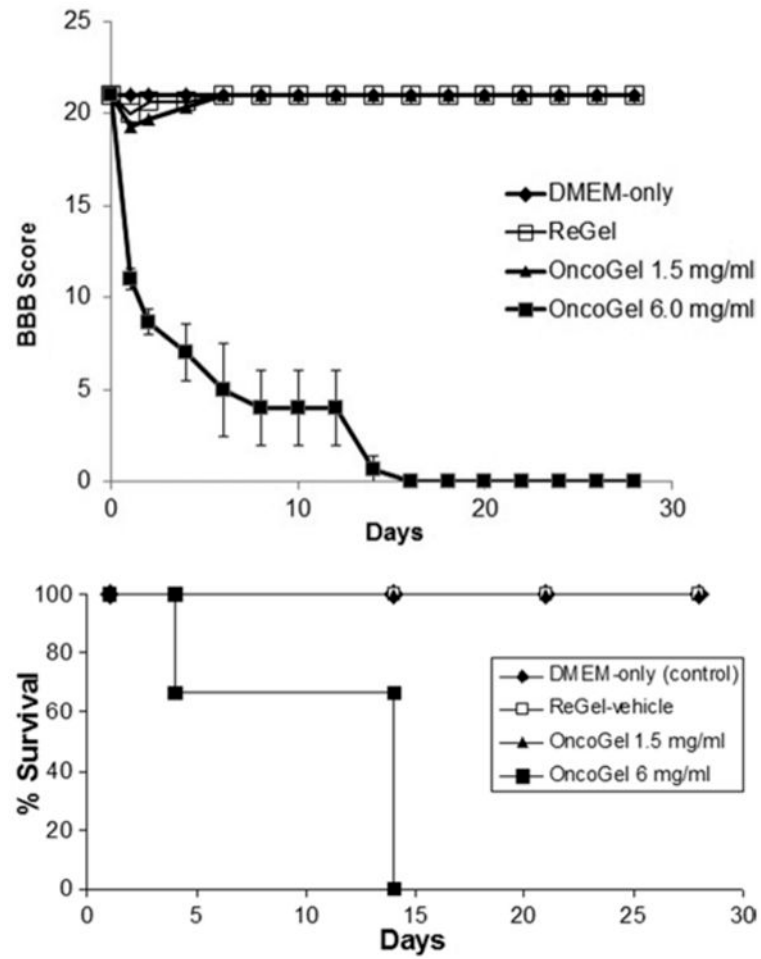 25
20
15
10
5
0
BBB Score
DMEM-only
ReGel
OncoGel 1.5 mg/ml
OncoGel 6.0 mg/ml
0 10 20 30
Days
100
80
60
40
20
0
% Survival
DMEM-only (control)
ReGel-vehicle
OncoGel 1.5 mg/ml
OncoGel 6 mg/ml
0 5 10 15 20 25 30
Days